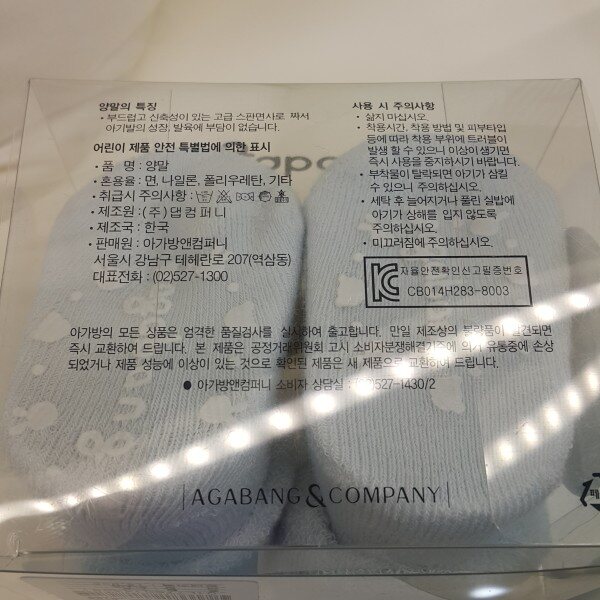 양말의 특징
• 부드럽고 신축성이 있는 고급 스판면사로 짜서
아기발의 성장, 발육에 부담이 없습니다.
어린이 제품 안전 특별법에 의한 표시
• 품 명 : 양말
• 혼용율 : 면, 나일론, 폴리우레탄, 기타
• 취급시 주의사항 :
• 제조원 : (주) 댑컴퍼니
• 제조국 : 한국
• 판매원 : 아가방앤컴퍼니
서울시 강남구 테헤란로 207(역삼동)
대표전화 : (02)527-1300
사용 시 주의사항
• 삶지 마십시오.
• 착용시간, 착용 방법 및 피부타입
등에 따라 착용 부위에 트러블이
발생 할 수 있으니 이상이 생기면
즉시 사용을 중지하시기 바랍니다.
• 부착물이 탈락되면 아기가 삼킬
수 있으니 주의하십시오.
• 세탁 후 늘어지거나 풀린 실밥에
아기가 상해를 입지 않도록
주의하십시오.
• 미끄러짐에 주의하십시오.
자율안전확인신고필증번호
CB014H283-8003
아가방의 모든 상품은 엄격한 품질검사를 실시하여 출고합니다. 만일 제조상의 불량품이 발견되면
즉시 교환하여 드립니다. 본 제품은 공정거래위원회 고시 소비자분쟁해결기준에 의거 유통중에 손상
되었거나 제품 성능에 이상이 있는 것으로 확인된 제품은 새 제품으로 교환하여 드립니다.
● 아가방앤컴퍼니 소비자 상담실 : (02)527-1430/2
AGABANG&COMPANY